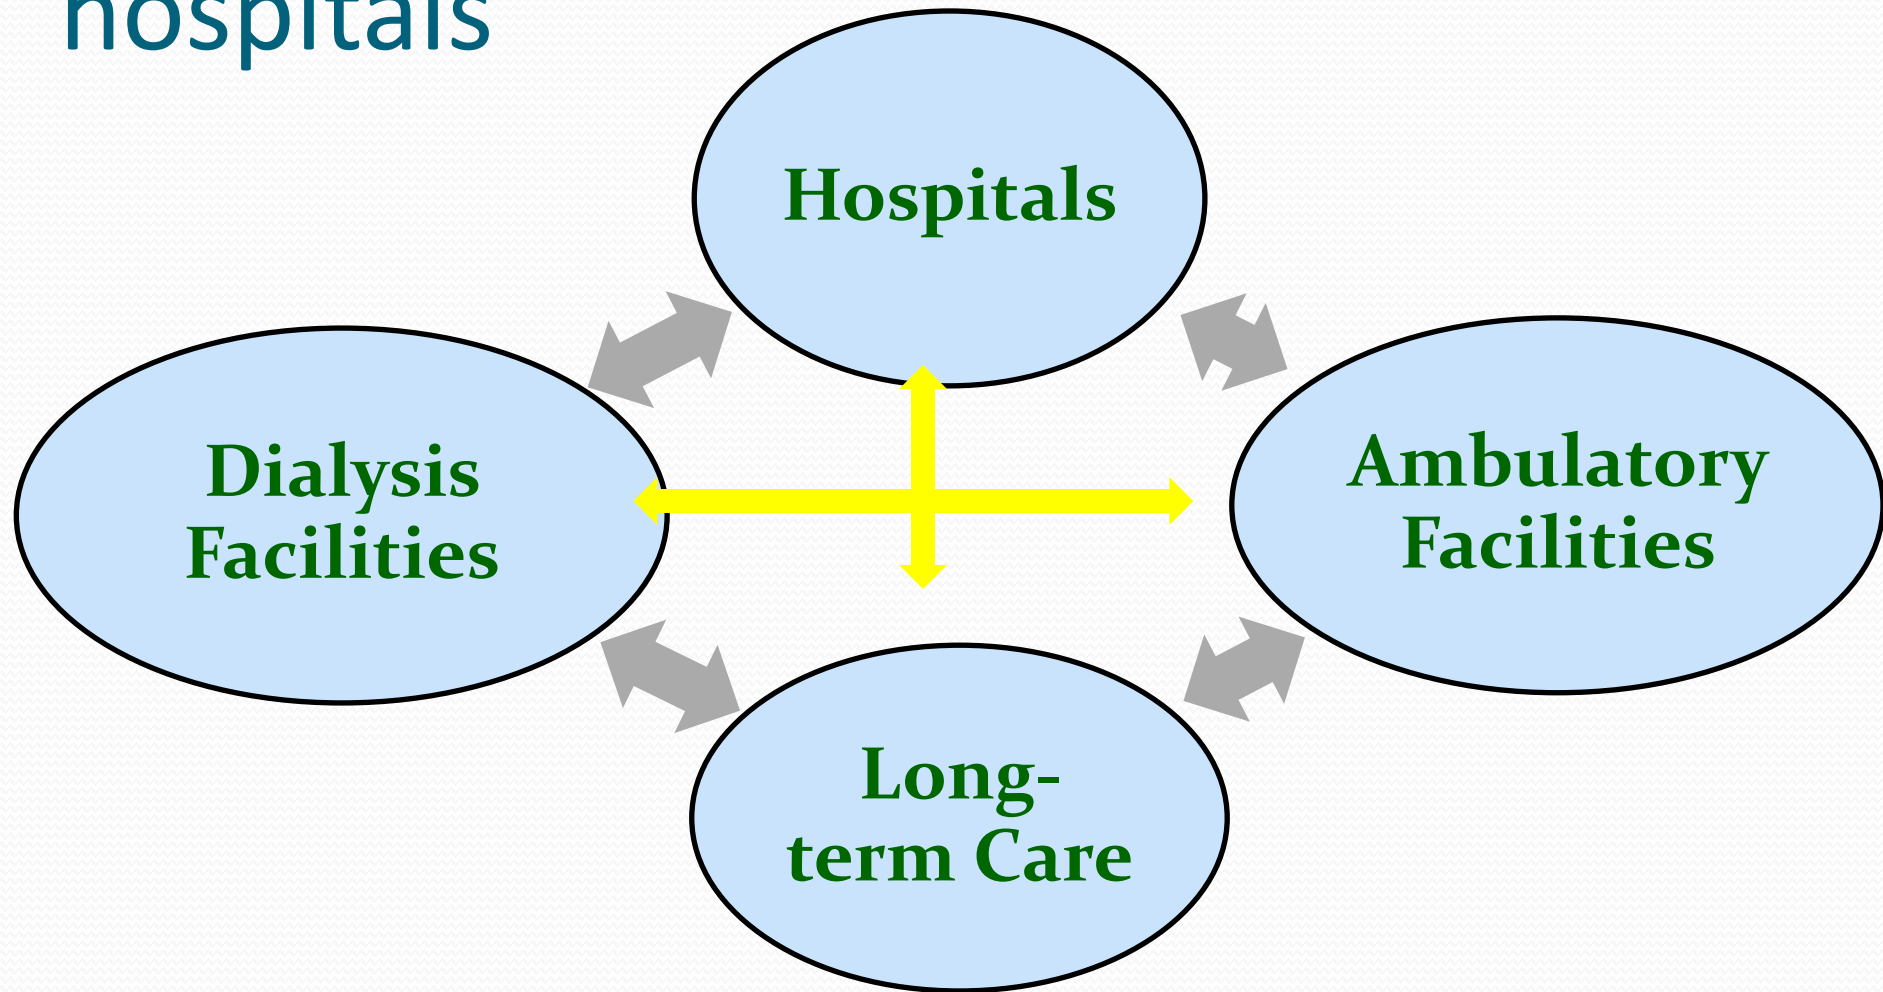 hospitals
Hospitals
Dialysis
Facilities
Ambulatory
Facilities
Long-
term Care